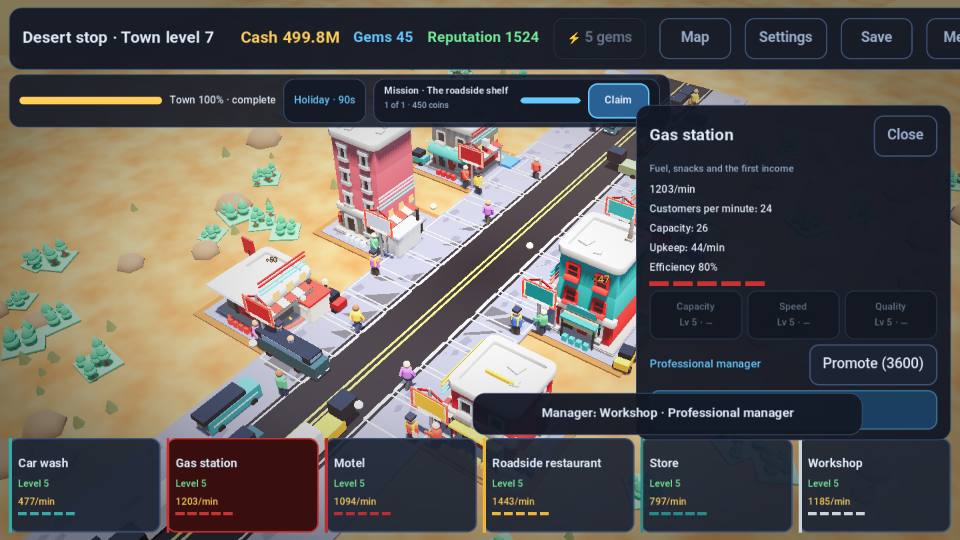 Desert stop · Town level 7
Cash 499.8M
Gems 45
Reputation 1524
⚡ 5 gems
Map
Settings
Save
Town 100% · complete
Holiday · 90s
Mission · The roadside shelf
1 of 1 · 450 coins
Claim
Gas station
Close
Fuel, snacks and the first income
1203/min
Customers per minute: 24
Capacity: 26
Upkeep: 44/min
Efficiency 80%
Capacity
Lv 5 · –
Speed
Lv 5 · –
Quality
Lv 5 · –
Professional manager
Promote (3600)
Manager: Workshop · Professional manager
Car wash
Level 5
477/min
Gas station
Level 5
1203/min
Motel
Level 5
1094/min
Roadside restaurant
Level 5
1443/min
Store
Level 5
797/min
Workshop
Level 5
1185/min